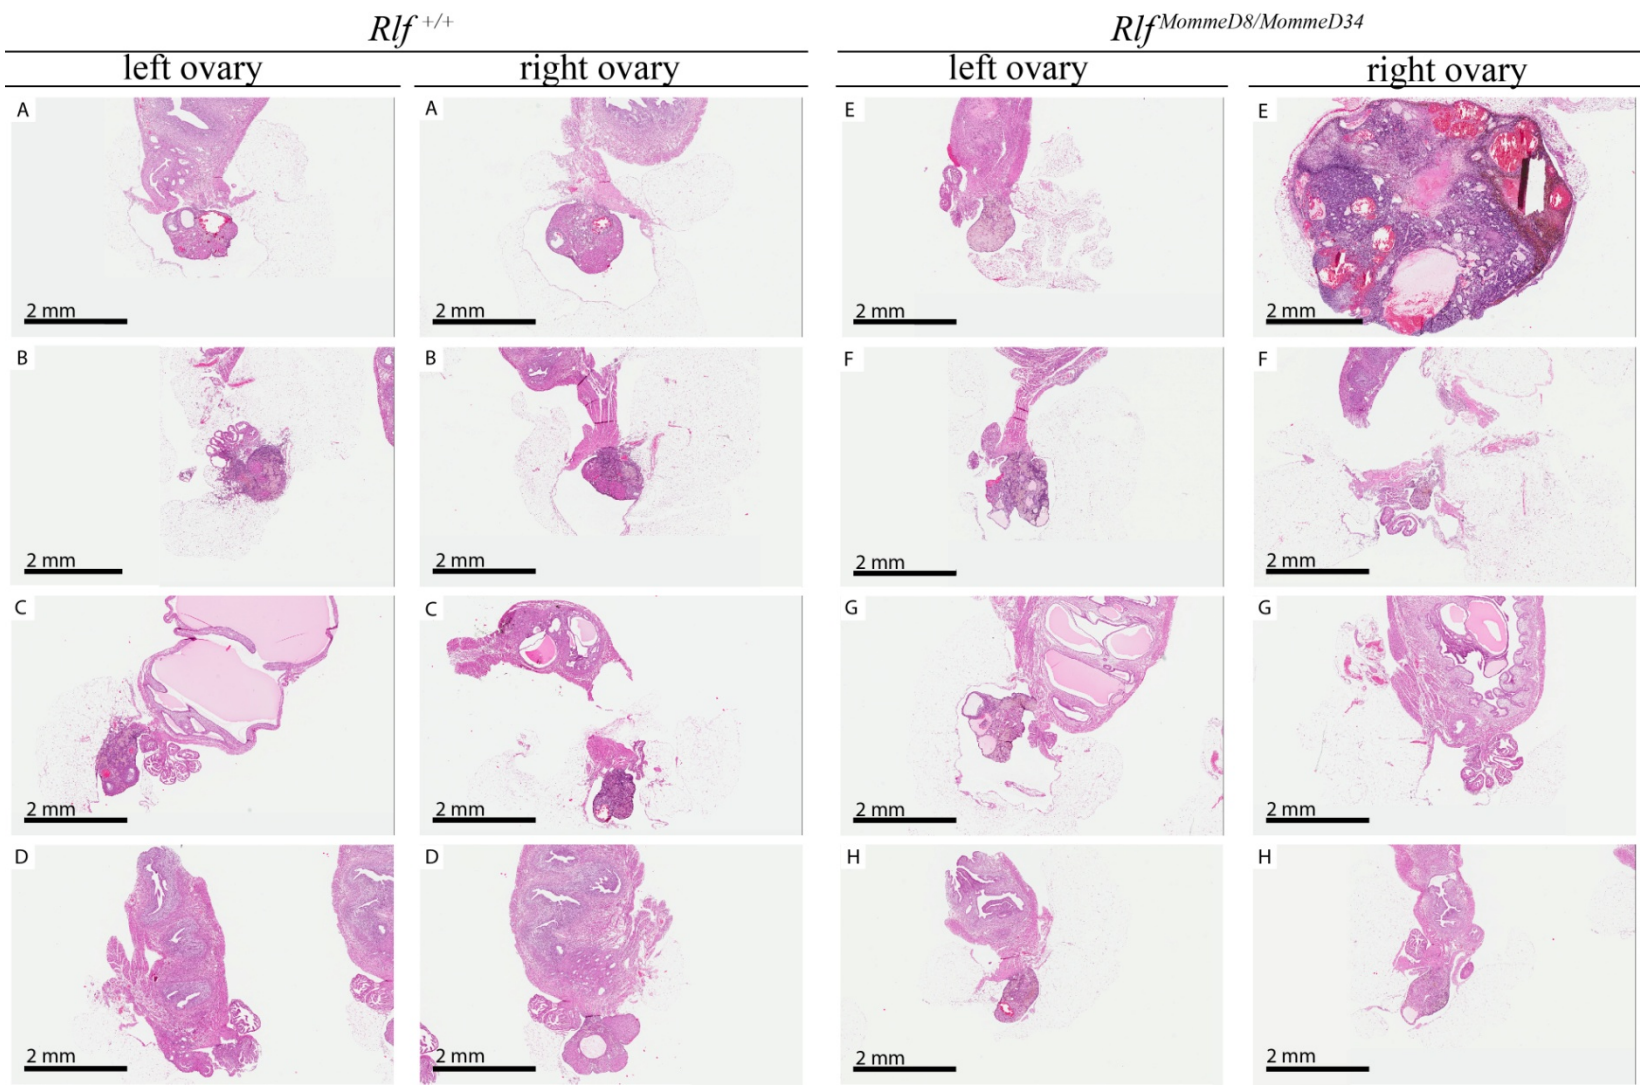 Rlf +/+ Rlf MommeD8/MommeD34
left ovary right ovary left ovary right ovary
A A E E
2 mm 2 mm 2 mm 2 mm
B B F F
2 mm 2 mm 2 mm 2 mm
C C G G
2 mm 2 mm 2 mm 2 mm
D D H H
2 mm 2 mm 2 mm 2 mm